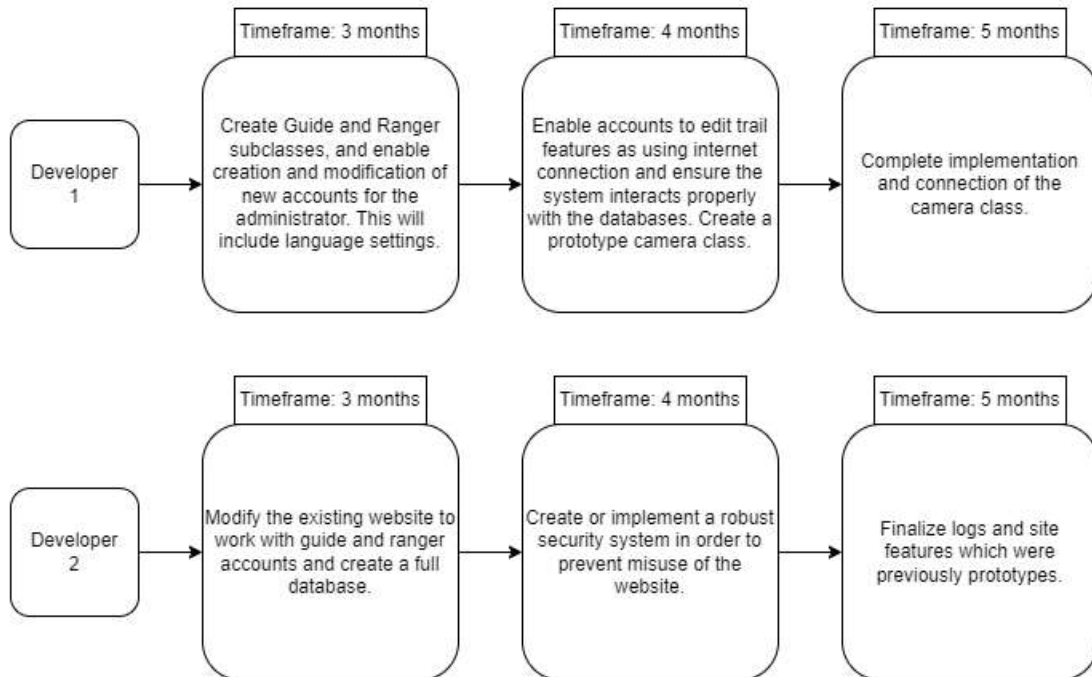 Timeframe: 3 months
Timeframe: 4 months
Timeframe: 5 months
Developer
1
Create Guide and Ranger
subclasses, and enable
creation and modification of
new accounts for the
administrator. This will
include language settings.
Enable accounts to edit trail
features as using internet
connection and ensure the
system interacts properly
with the databases. Create a
prototype camera class.
Complete implementation
and connection of the
camera class.
Timeframe: 3 months
Timeframe: 4 months
Timeframe: 5 months
Developer
2
Modify the existing website to
work with guide and ranger
accounts and create a full
database.
Create or implement a robust
security system in order to
prevent misuse of the
website.
Finalize logs and site
features which were
previously prototypes.